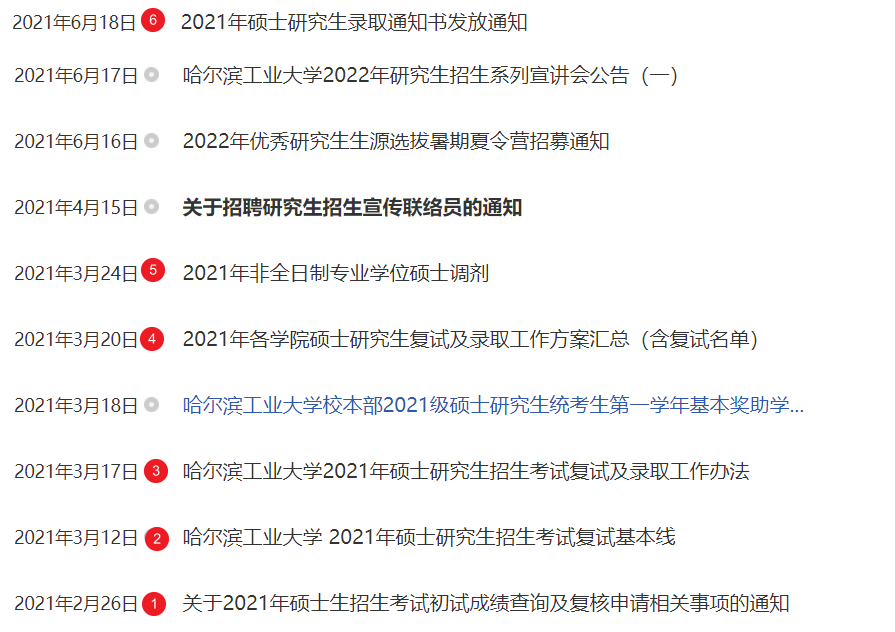 2021年6月18日 6 2021年硕士研究生录取通知书发放通知
2021年6月17日 哈尔滨工业大学2022年研究生招生系列宣讲会公告（一）
2021年6月16日 2022年优秀研究生生源选拔暑期夏令营招募通知
2021年4月15日 关于招聘研究生招生宣传联络员的通知
2021年3月24日 5 2021年非全日制专业学位硕士调剂
2021年3月20日 4 2021年各学院硕士研究生复试及录取工作方案汇总（含复试名单）
2021年3月18日 哈尔滨工业大学校本部2021级硕士研究生统考生第一学年基本奖助学...
2021年3月17日 3 哈尔滨工业大学2021年硕士研究生招生考试复试及录取工作办法
2021年3月12日 2 哈尔滨工业大学 2021年硕士研究生招生考试复试基本线
2021年2月26日 1 关于2021年硕士生招生考试初试成绩查询及复核申请相关事项的通知